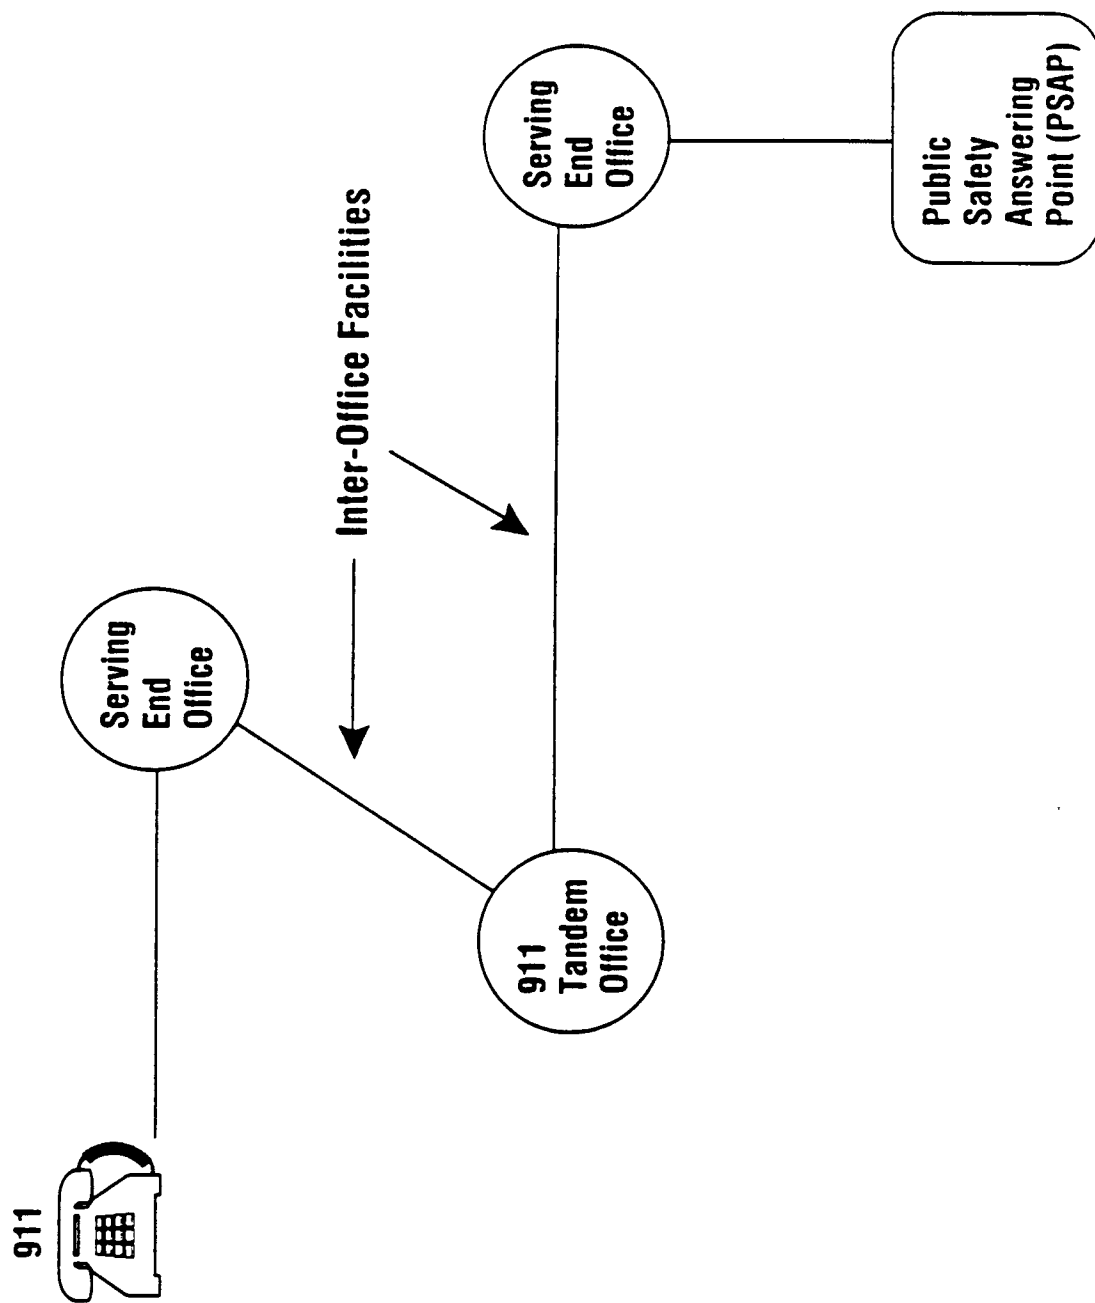 911
Serving
End
Office
Inter-Office Facilities
911
Tandem
Office
Serving
End
Office
Public
Safety
Answering
Point (PSAP)